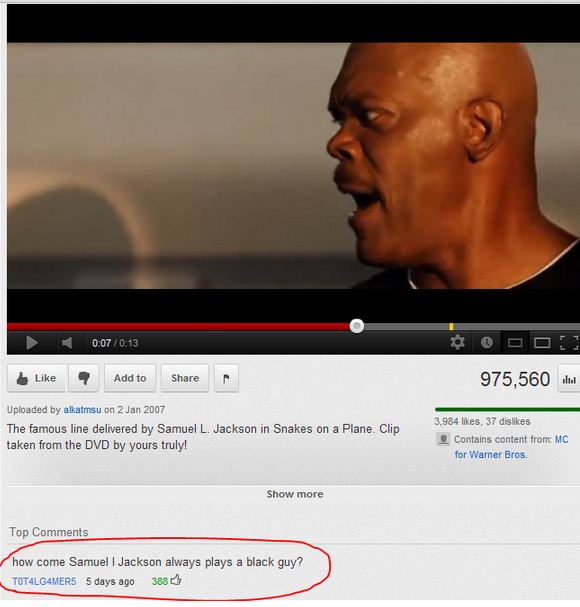 0:07 / 0:13
Like
Add to
Share
975,560
Uploaded by alkatmsu on 2 Jan 2007
The famous line delivered by Samuel L. Jackson in Snakes on a Plane. Clip
taken from the DVD by yours truly!
3,984 likes, 37 dislikes
Contains content from: MC
for Warner Bros.
Show more
Top Comments
how come Samuel l Jackson always plays a black guy?
T0T4LG4MER5 5 days ago 388